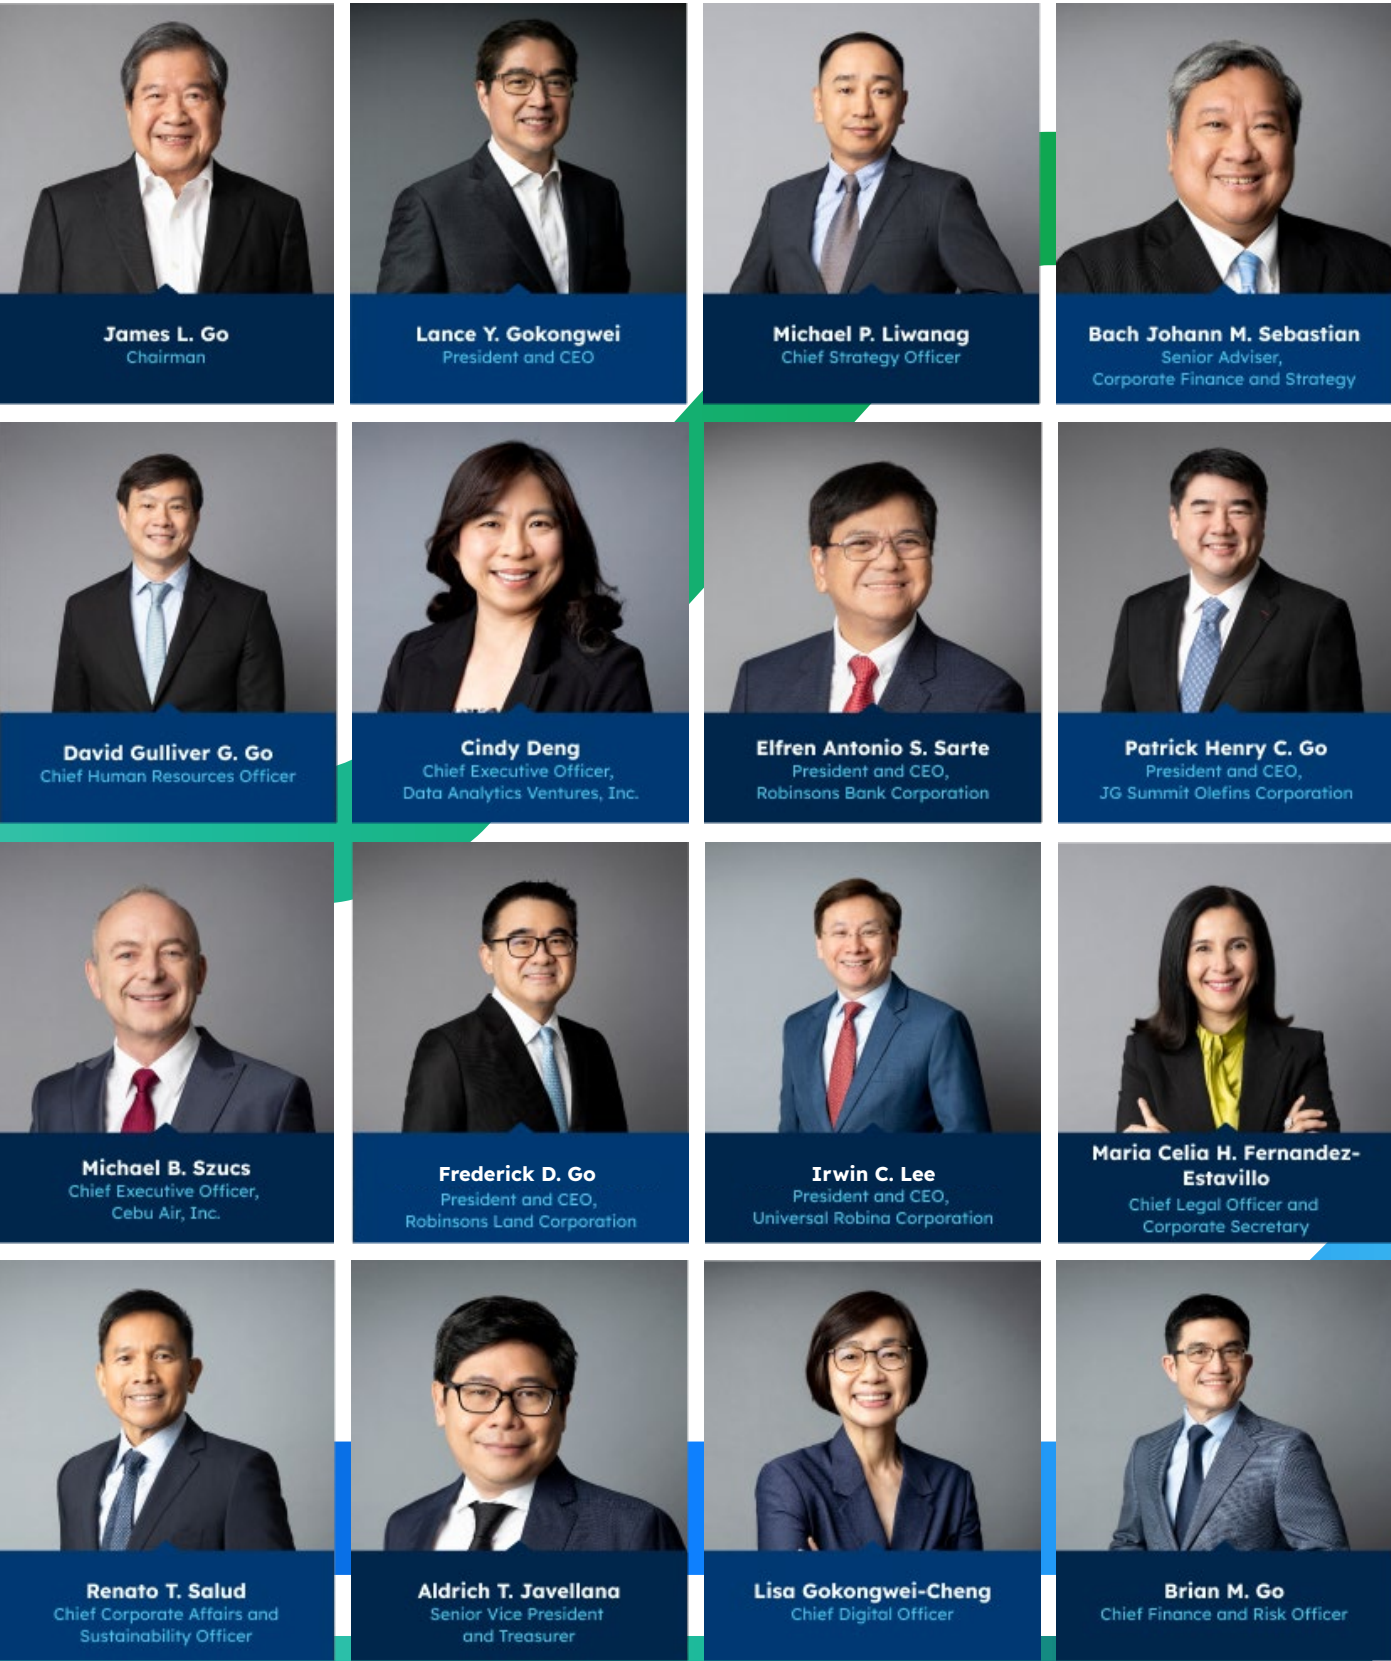 James L. Go
Chairman
Lance Y. Gokongwei
President and CEO
Michael P. Liwanag
Chief Strategy Officer
Bach Johann M. Sebastian
Senior Adviser,
Corporate Finance and Strategy
David Gulliver G. Go
Chief Human Resources Officer
Cindy Deng
Chief Executive Officer,
Data Analytics Ventures, Inc.
Elfren Antonio S. Sarte
President and CEO,
Robinsons Bank Corporation
Patrick Henry C. Go
President and CEO,
JG Summit Olefins Corporation
Michael B. Szucs
Chief Executive Officer,
Cebu Air, Inc.
Frederick D. Go
President and CEO,
Robinsons Land Corporation
Irwin C. Lee
President and CEO,
Universal Robina Corporation
Maria Celia H. Fernandez-
Estavillo
Chief Legal Officer and
Corporate Secretary
Renato T. Salud
Chief Corporate Affairs and
Sustainability Officer
Aldrich T. Javellana
Senior Vice President
and Treasurer
Lisa Gokongwei-Cheng
Chief Digital Officer
Brian M. Go
Chief Finance and Risk Officer